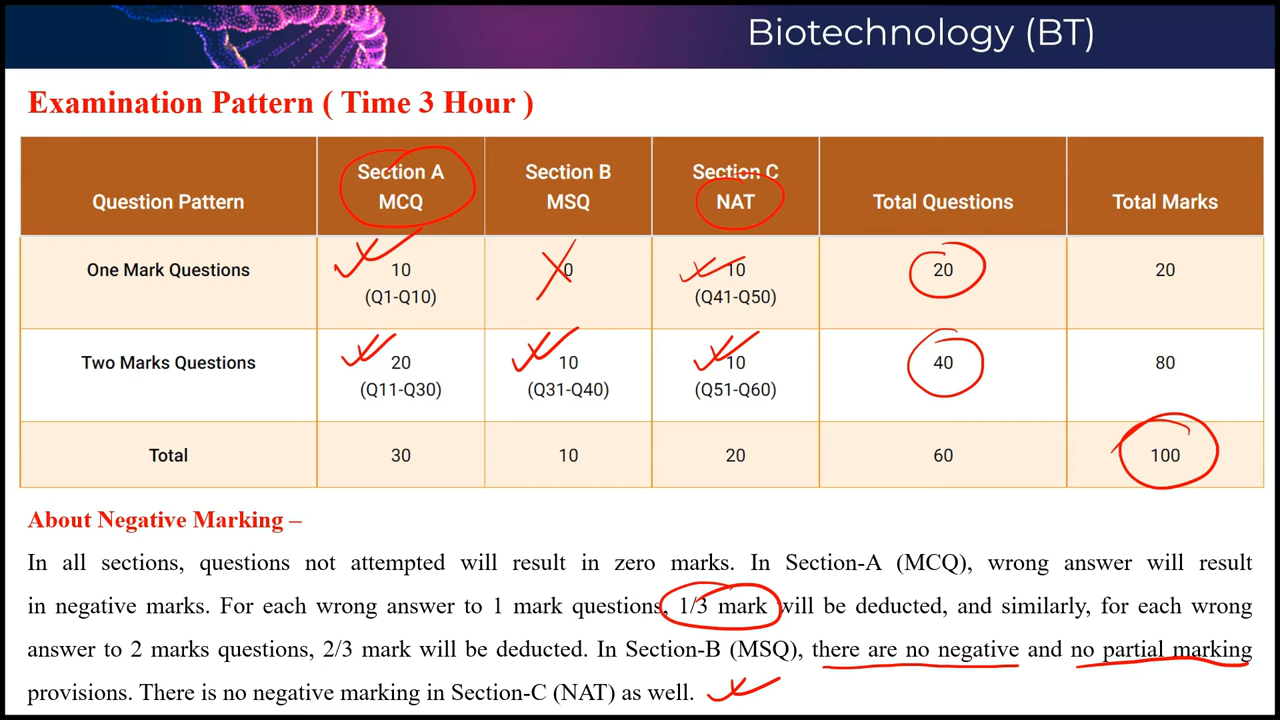 Biotechnology (BT)
Examination Pattern ( Time 3 Hour )
Question Pattern
Section A
MCQ
Section B
MSQ
Section C
NAT
Total Questions
Total Marks
One Mark Questions
10
(Q1-Q10)
0
10
(Q41-Q50)
20
20
Two Marks Questions
20
(Q11-Q30)
10
(Q31-Q40)
10
(Q51-Q60)
40
80
Total
30
10
20
60
100
About Negative Marking –
In all sections, questions not attempted will result in zero marks. In Section-A (MCQ), wrong answer will result
in negative marks. For each wrong answer to 1 mark questions, 1/3 mark will be deducted, and similarly, for each wrong
answer to 2 marks questions, 2/3 mark will be deducted. In Section-B (MSQ), there are no negative and no partial marking
provisions. There is no negative marking in Section-C (NAT) as well.